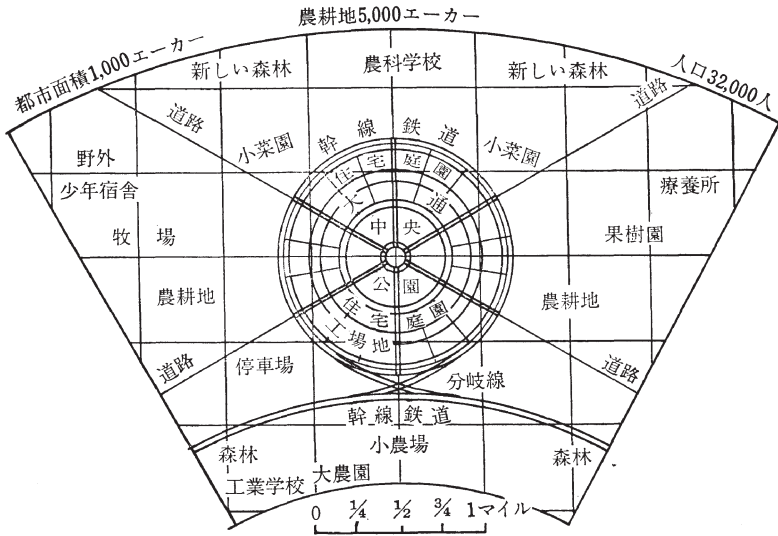 農耕地5,000エーカー
都市面積1,000エーカー
人口32,000人
新しい森林
農科学校
新しい森林
道路
道路
小菜園
幹線鉄道
小菜園
野外
少年宿舎
住宅庭園
療養所
大通
牧場
中央
果樹園
公園
農耕地
農耕地
住宅庭園
工場地
道路
停車場
分岐線
道路
幹線鉄道
小農場
森林
森林
工業学校
大農園
0 1/4 1/2 3/4 1マイル